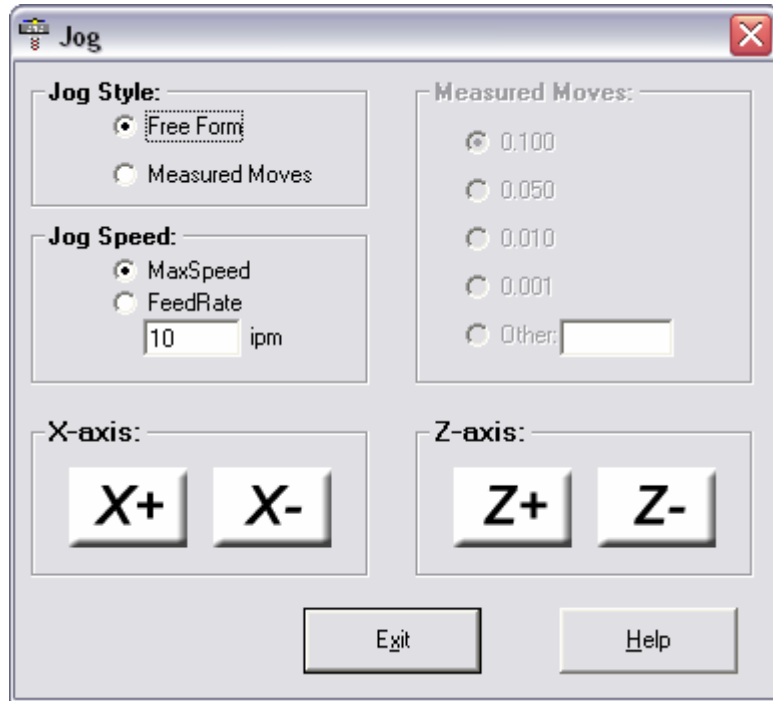 Jog
Jog Style:
Free Form
Measured Moves
Jog Speed:
MaxSpeed
FeedRate
10 ipm
Measured Moves:
0.100
0.050
0.010
0.001
Other:
X-axis:
X+ X-
Z-axis:
Z+ Z-
Exit Help